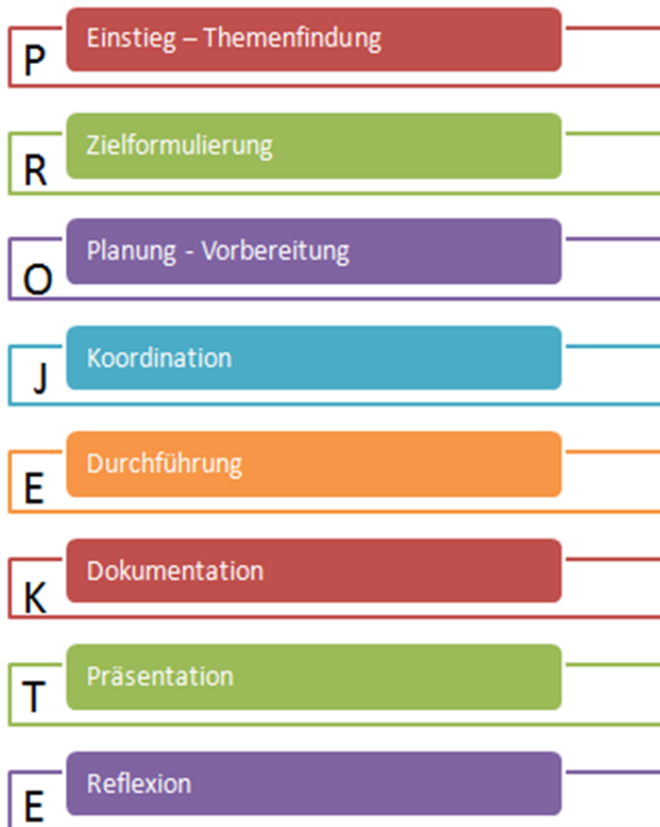 P Einstieg – Themenfindung
R Zielformulierung
O Planung - Vorbereitung
J Koordination
E Durchführung
K Dokumentation
T Präsentation
E Reflexion